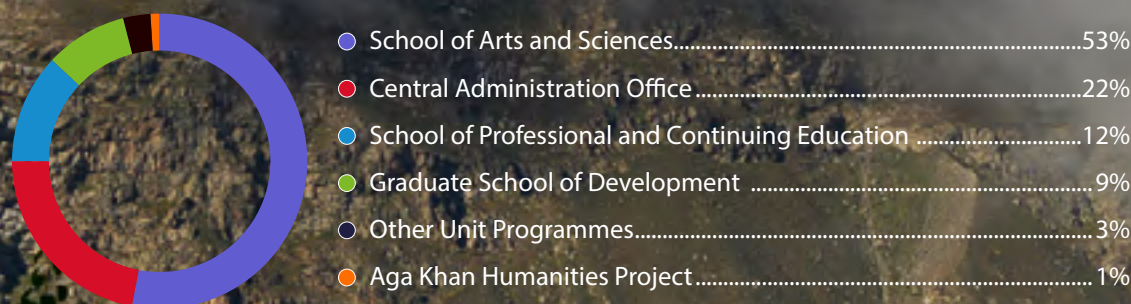 School of Arts and Sciences....................................................................53%
Central Administration Office................................................................22%
School of Professional and Continuing Education ...........................12%
Graduate School of Development .........................................................9%
Other Unit Programmes............................................................................3%
Aga Khan Humanities Project..................................................................1%